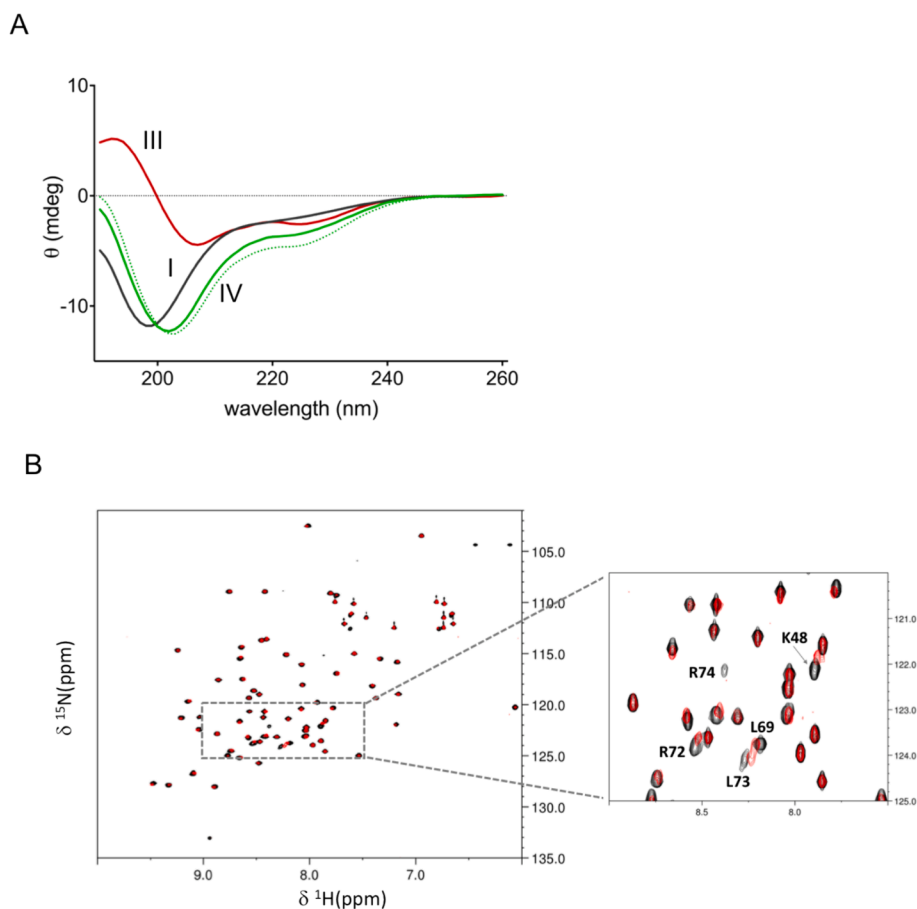 A
10
III
0
θ (mdeg)
I
IV
-10
200
220
240
260
wavelength (nm)
B
105.0
110.0
115.0
120.0
125.0
130.0
135.0
δ ¹⁵N(ppm)
9.0
8.0
7.0
δ ¹H(ppm)
121.0
K48
122.0
R74
123.0
L69
R72
124.0
L73
125.0
8.5
8.0